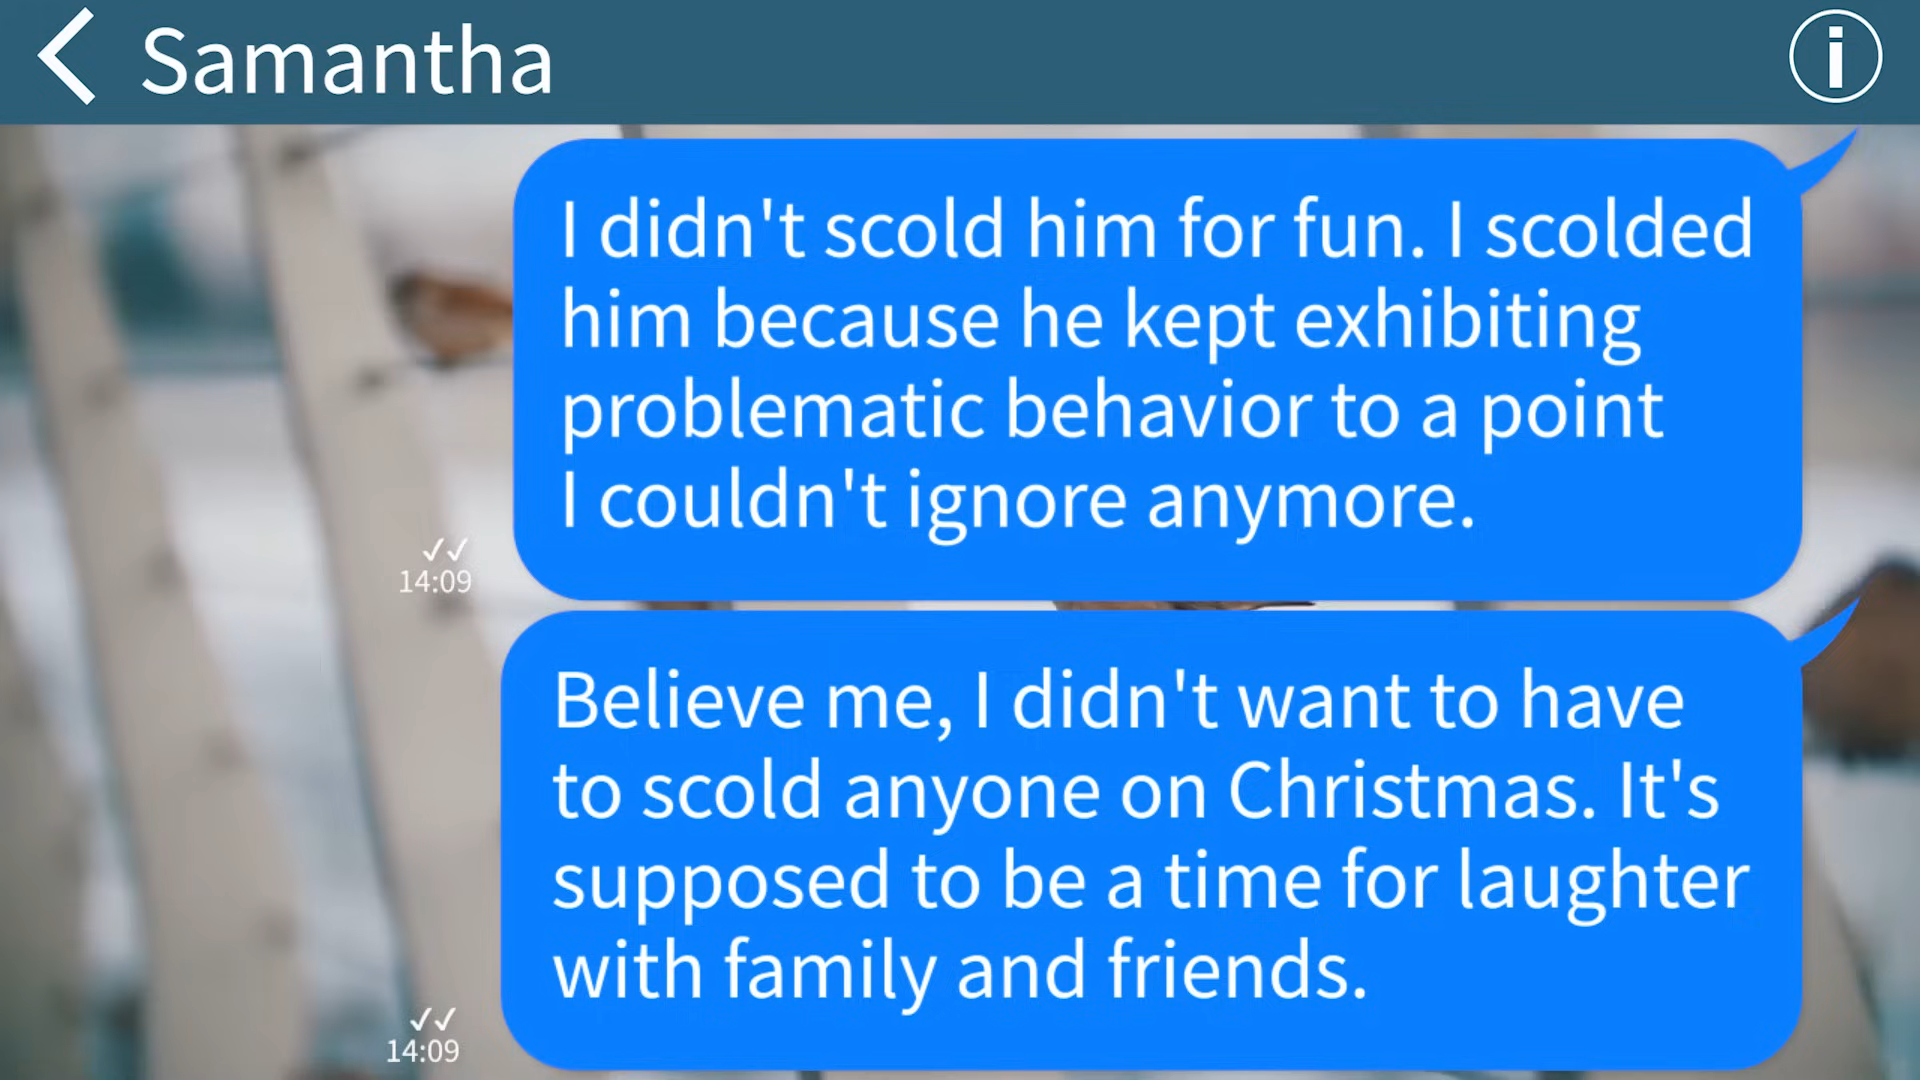 Samantha
I didn't scold him for fun. I scolded
him because he kept exhibiting
problematic behavior to a point
I couldn't ignore anymore.
14:09
Believe me, I didn't want to have
to scold anyone on Christmas. It's
supposed to be a time for laughter
with family and friends.
14:09